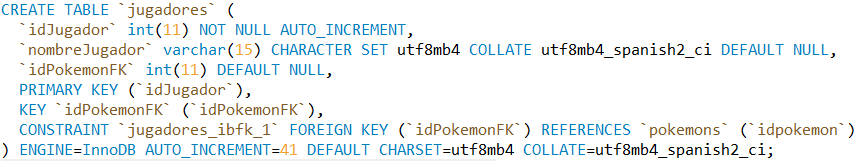 CREATE TABLE `jugadores` (
  `idJugador` int(11) NOT NULL AUTO_INCREMENT,
  `nombreJugador` varchar(15) CHARACTER SET utf8mb4 COLLATE utf8mb4_spanish2_ci DEFAULT NULL,
  `idPokemonFK` int(11) DEFAULT NULL,
  PRIMARY KEY (`idJugador`),
  KEY `idPokemonFK` (`idPokemonFK`),
  CONSTRAINT `jugadores_ibfk_1` FOREIGN KEY (`idPokemonFK`) REFERENCES `pokemons` (`idpokemon`)
) ENGINE=InnoDB AUTO_INCREMENT=41 DEFAULT CHARSET=utf8mb4 COLLATE=utf8mb4_spanish2_ci;